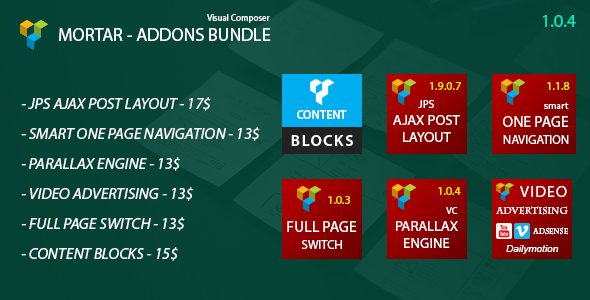 Visual Composer
MORTAR - ADDONS BUNDLE
1.0.4
- JPS AJAX POST LAYOUT - 17$
- SMART ONE PAGE NAVIGATION - 13$
- PARALLAX ENGINE - 13$
- VIDEO ADVERTISING - 13$
- FULL PAGE SWITCH - 13$
- CONTENT BLOCKS - 15$
CONTENT
BLOCKS
1.9.0.7
JPS
AJAX POST
LAYOUT
1.1.8
smart
ONE PAGE
NAVIGATION
1.0.3
FULL PAGE
SWITCH
1.0.4
VC
PARALLAX
ENGINE
VIDEO
ADVERTISING
You Tube ADSENSE
Dailymotion